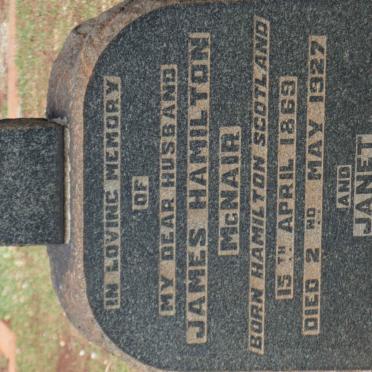 IN LOVING MEMORY
OF
MY DEAR HUSBAND
JAMES HAMILTON
MCNAIR
BORN HAMILTON SCOTLAND
15TH APRIL 1869
DIED 2ND MAY 1927
AND
JANET